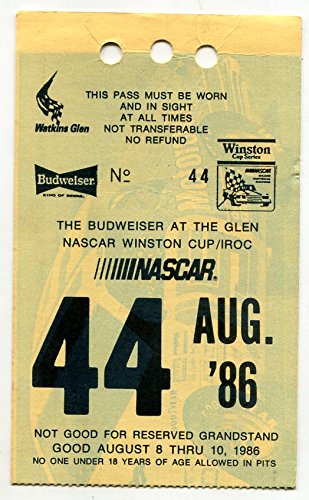 THIS PASS MUST BE WORN
AND IN SIGHT
AT ALL TIMES
NOT TRANSFERABLE
NO REFUND
Watkins Glen
Winston
Cup Series
NASCAR
Budweiser
KING OF BEERS.
No 44
THE BUDWEISER AT THE GLEN
NASCAR WINSTON CUP/IROC
NASCAR
44 AUG.
'86
NOT GOOD FOR RESERVED GRANDSTAND
GOOD AUGUST 8 THRU 10, 1986
NO ONE UNDER 18 YEARS OF AGE ALLOWED IN PITS